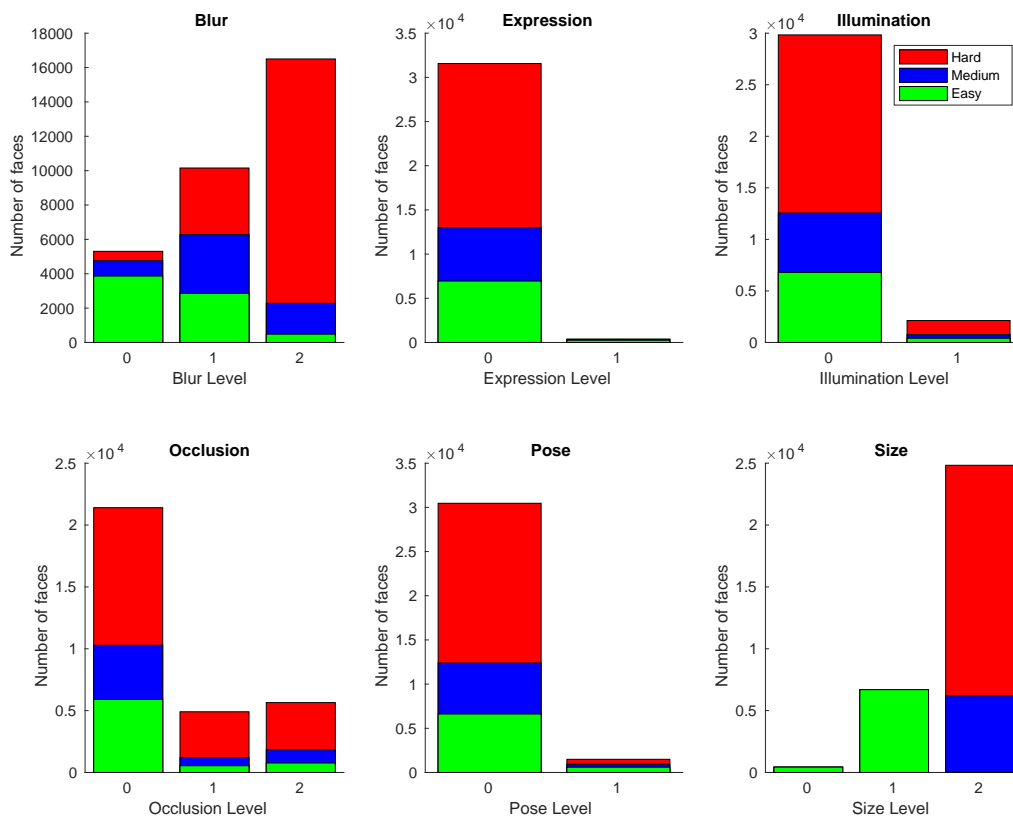 Blur
18000
16000
14000
12000
10000
8000
6000
4000
2000
0
Number of faces
0 1 2
Blur Level
Expression
×10 4
3.5
3
2.5
2
1.5
1
0.5
0
Number of faces
0 1
Expression Level
Illumination
×10 4
3
2.5
2
1.5
1
0.5
0
Number of faces
Hard
Medium
Easy
0 1
Illumination Level
Occlusion
×10 4
2.5
2
1.5
1
0.5
0
Number of faces
0 1 2
Occlusion Level
Pose
×10 4
3.5
3
2.5
2
1.5
1
0.5
0
Number of faces
0 1
Pose Level
Size
×10 4
2.5
2
1.5
1
0.5
0
Number of faces
0 1 2
Size Level